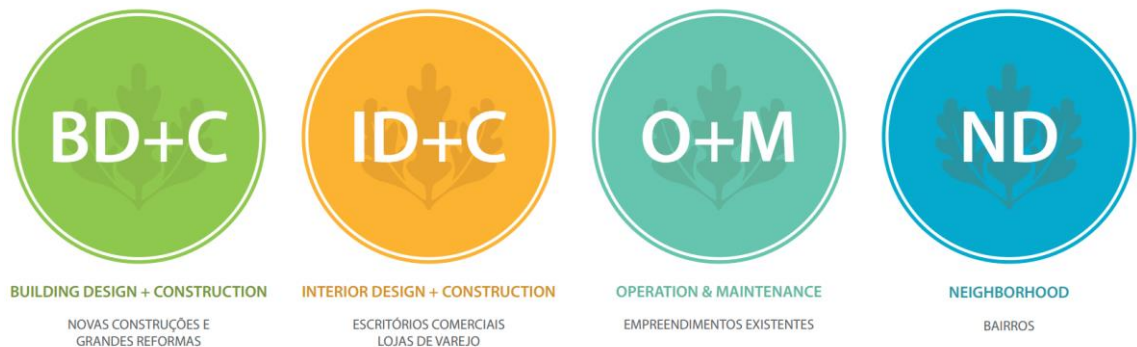 BD+C
ID+C
O+M
ND
BUILDING DESIGN + CONSTRUCTION
INTERIOR DESIGN + CONSTRUCTION
OPERATION & MAINTENANCE
NEIGHBORHOOD
NOVAS CONSTRUÇÕES E
GRANDES REFORMAS
ESCRITÓRIOS COMERCIAIS
LOJAS DE VAREJO
EMPREENDIMENTOS EXISTENTES
BAIRROS